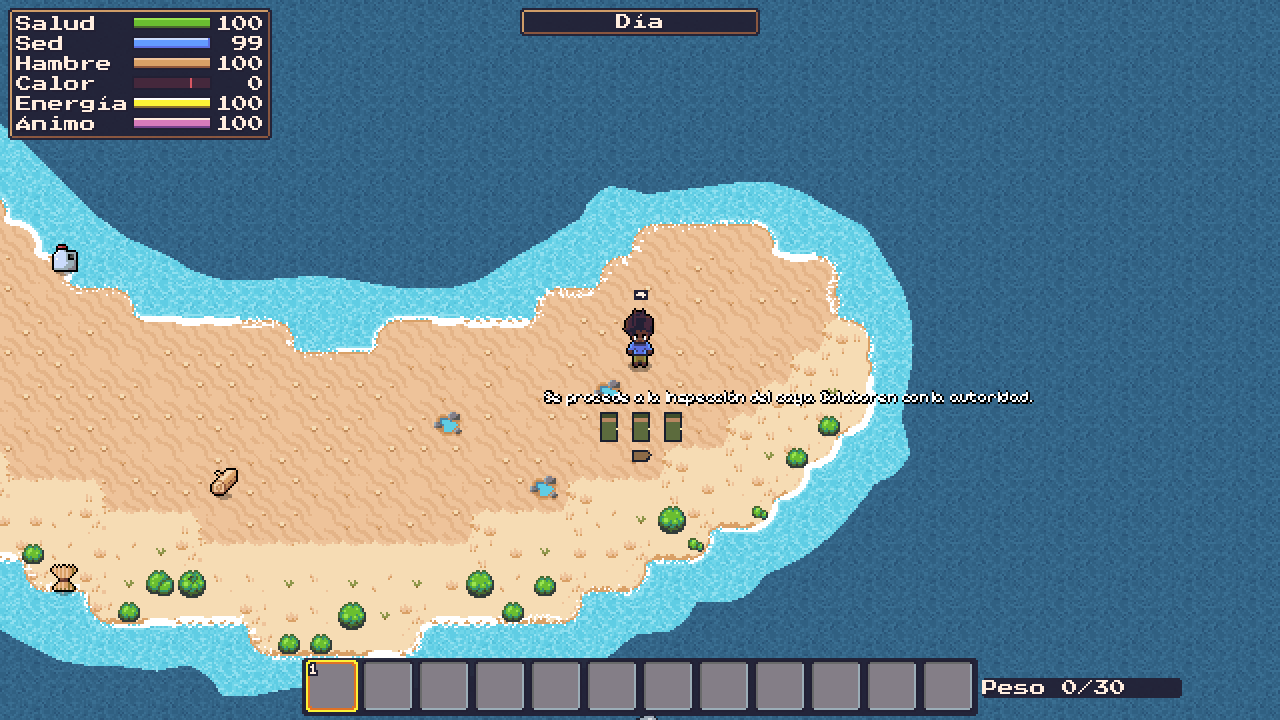 Salud 100
Día
Sed 99
Hambre 100
Calor 0
Energía 100
Ánimo 100
Se procede a la inspección del cayo. Colaboren con la autoridad.
1
Peso 0/30